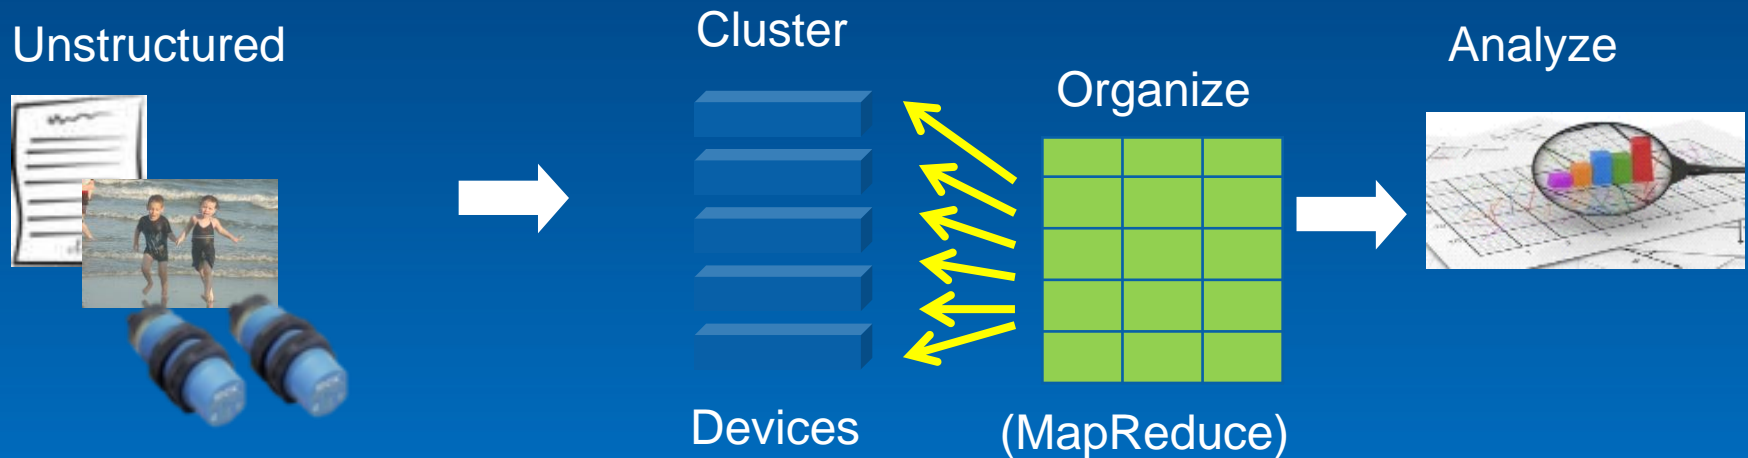 Unstructured
Cluster
Devices
Organize
(MapReduce)
Analyze